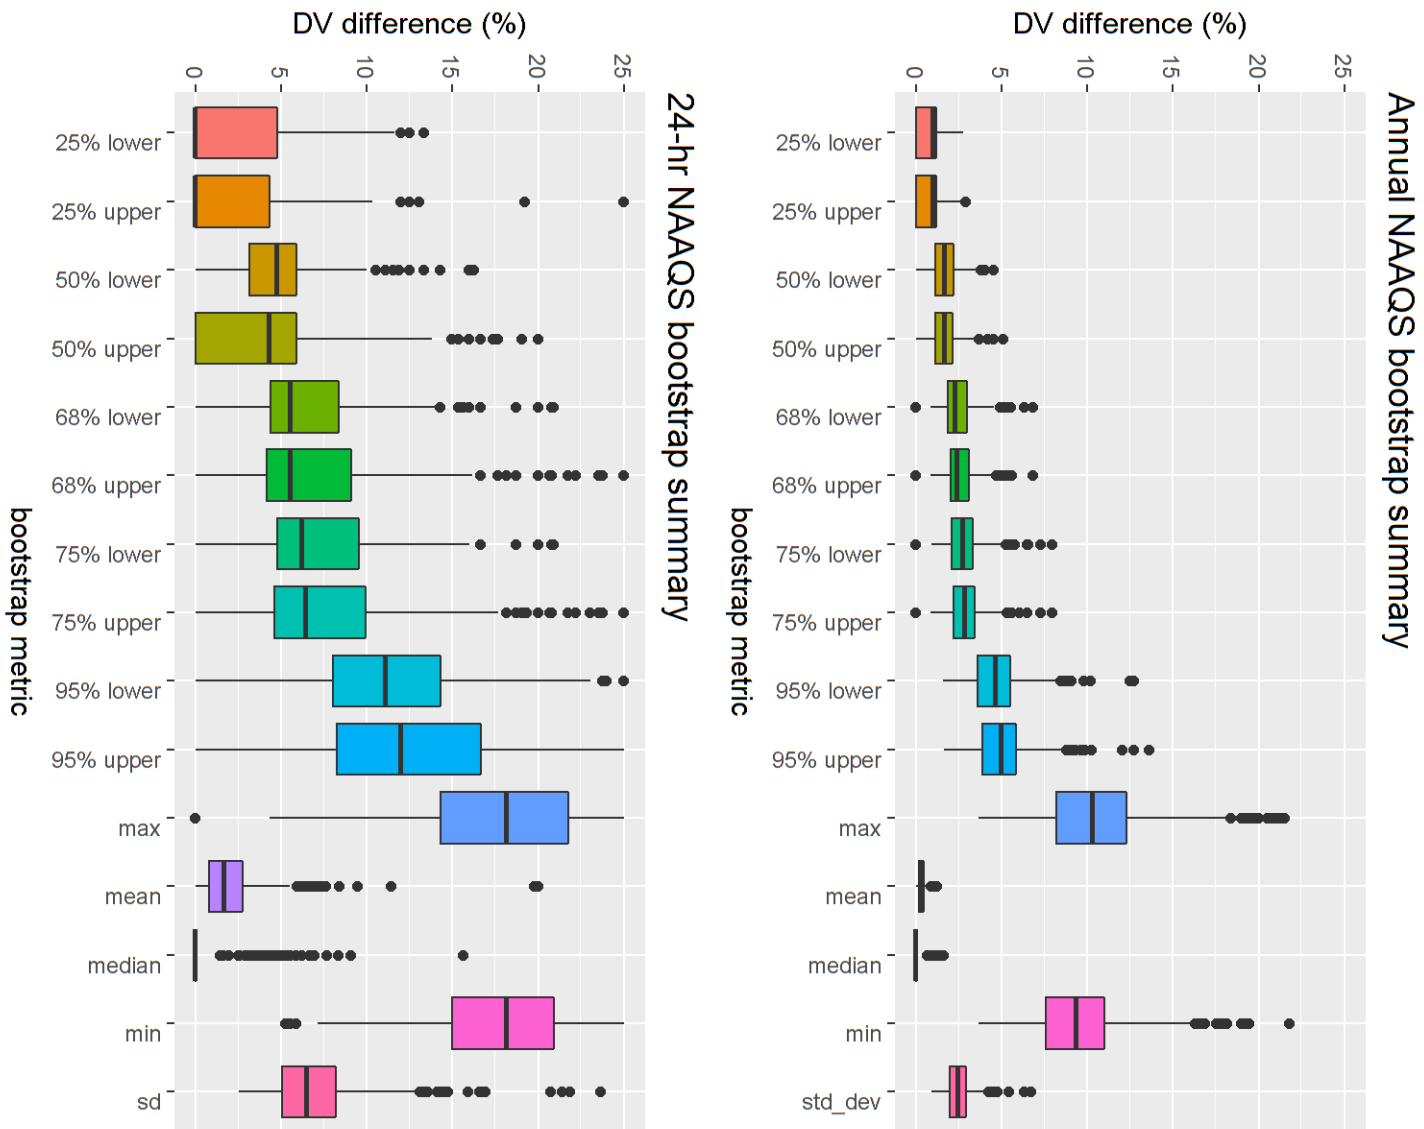 24-hr NAAQS bootstrap summary
DV difference (%)
0
5
10
15
20
25
25% lower
25% upper
50% lower
50% upper
68% lower
68% upper
75% lower
75% upper
95% lower
95% upper
max
mean
median
min
sd
bootstrap metric
Annual NAAQS bootstrap summary
DV difference (%)
0
5
10
15
20
25
25% lower
25% upper
50% lower
50% upper
68% lower
68% upper
75% lower
75% upper
95% lower
95% upper
max
mean
median
min
std_dev
bootstrap metric